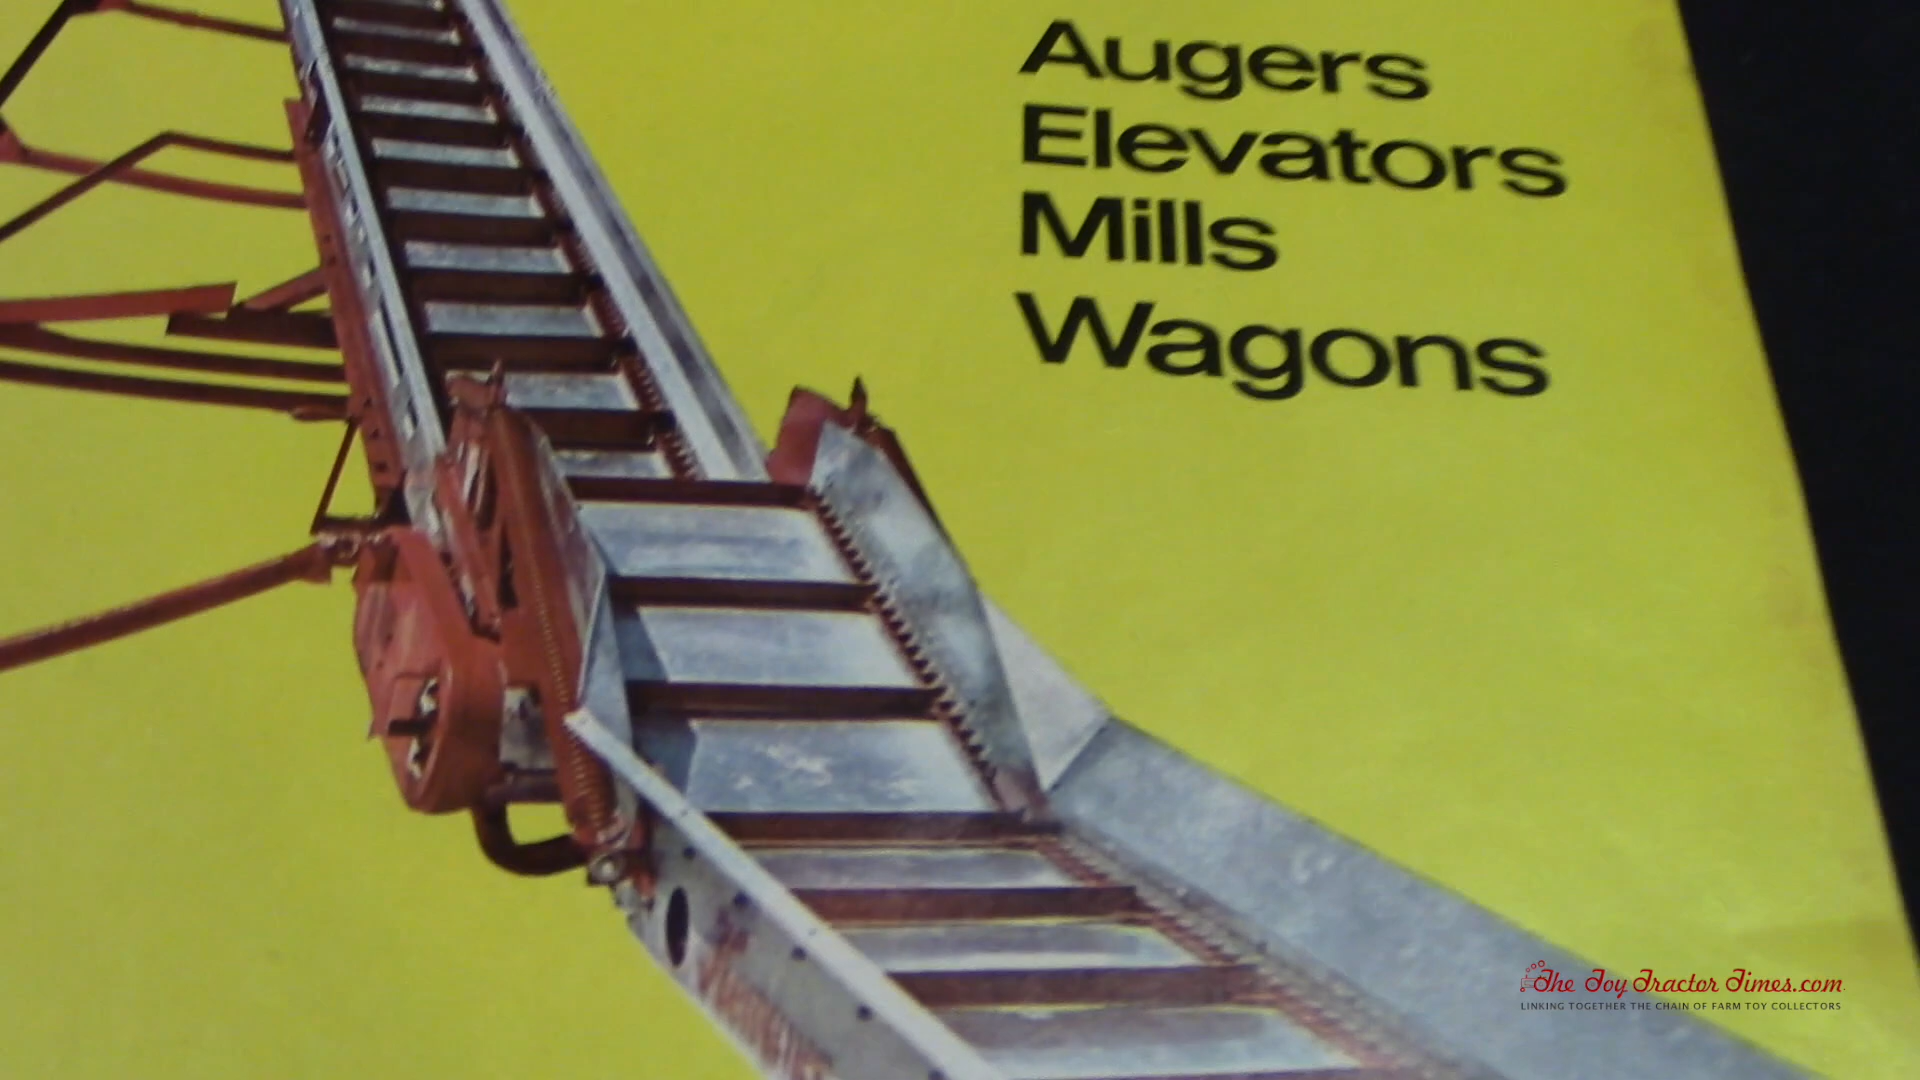 Augers
Elevators
Mills
Wagons
The Toy Tractor Times.com
LINKING TOGETHER THE CHAIN OF FARM TOY COLLECTORS